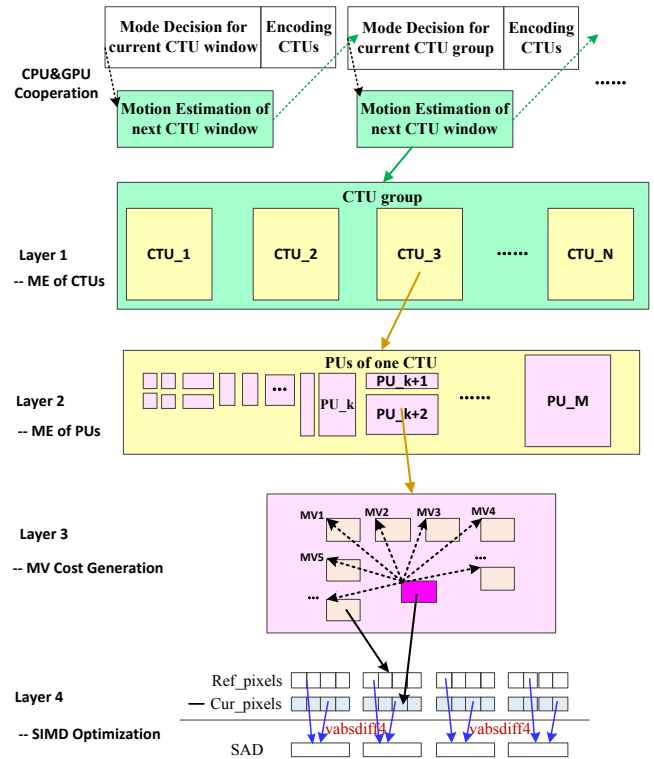 Mode Decision for
current CTU window
Encoding
CTUs
Mode Decision for
current CTU group
Encoding
CTUs
CPU&GPU
Cooperation
......
Motion Estimation of
next CTU window
Motion Estimation of
next CTU window
CTU group
Layer 1
-- ME of CTUs
CTU_1
CTU_2
CTU_3
......
CTU_N
PUs of one CTU
Layer 2
-- ME of PUs
...
PU_k
PU_k+1
PU_k+2
......
PU_M
Layer 3
-- MV Cost Generation
MV1
MV2
MV3
MV4
MV5
...
...
Layer 4
-- SIMD Optimization
Ref_pixels
— Cur_pixels
vabsdiff4
vabsdiff4
SAD